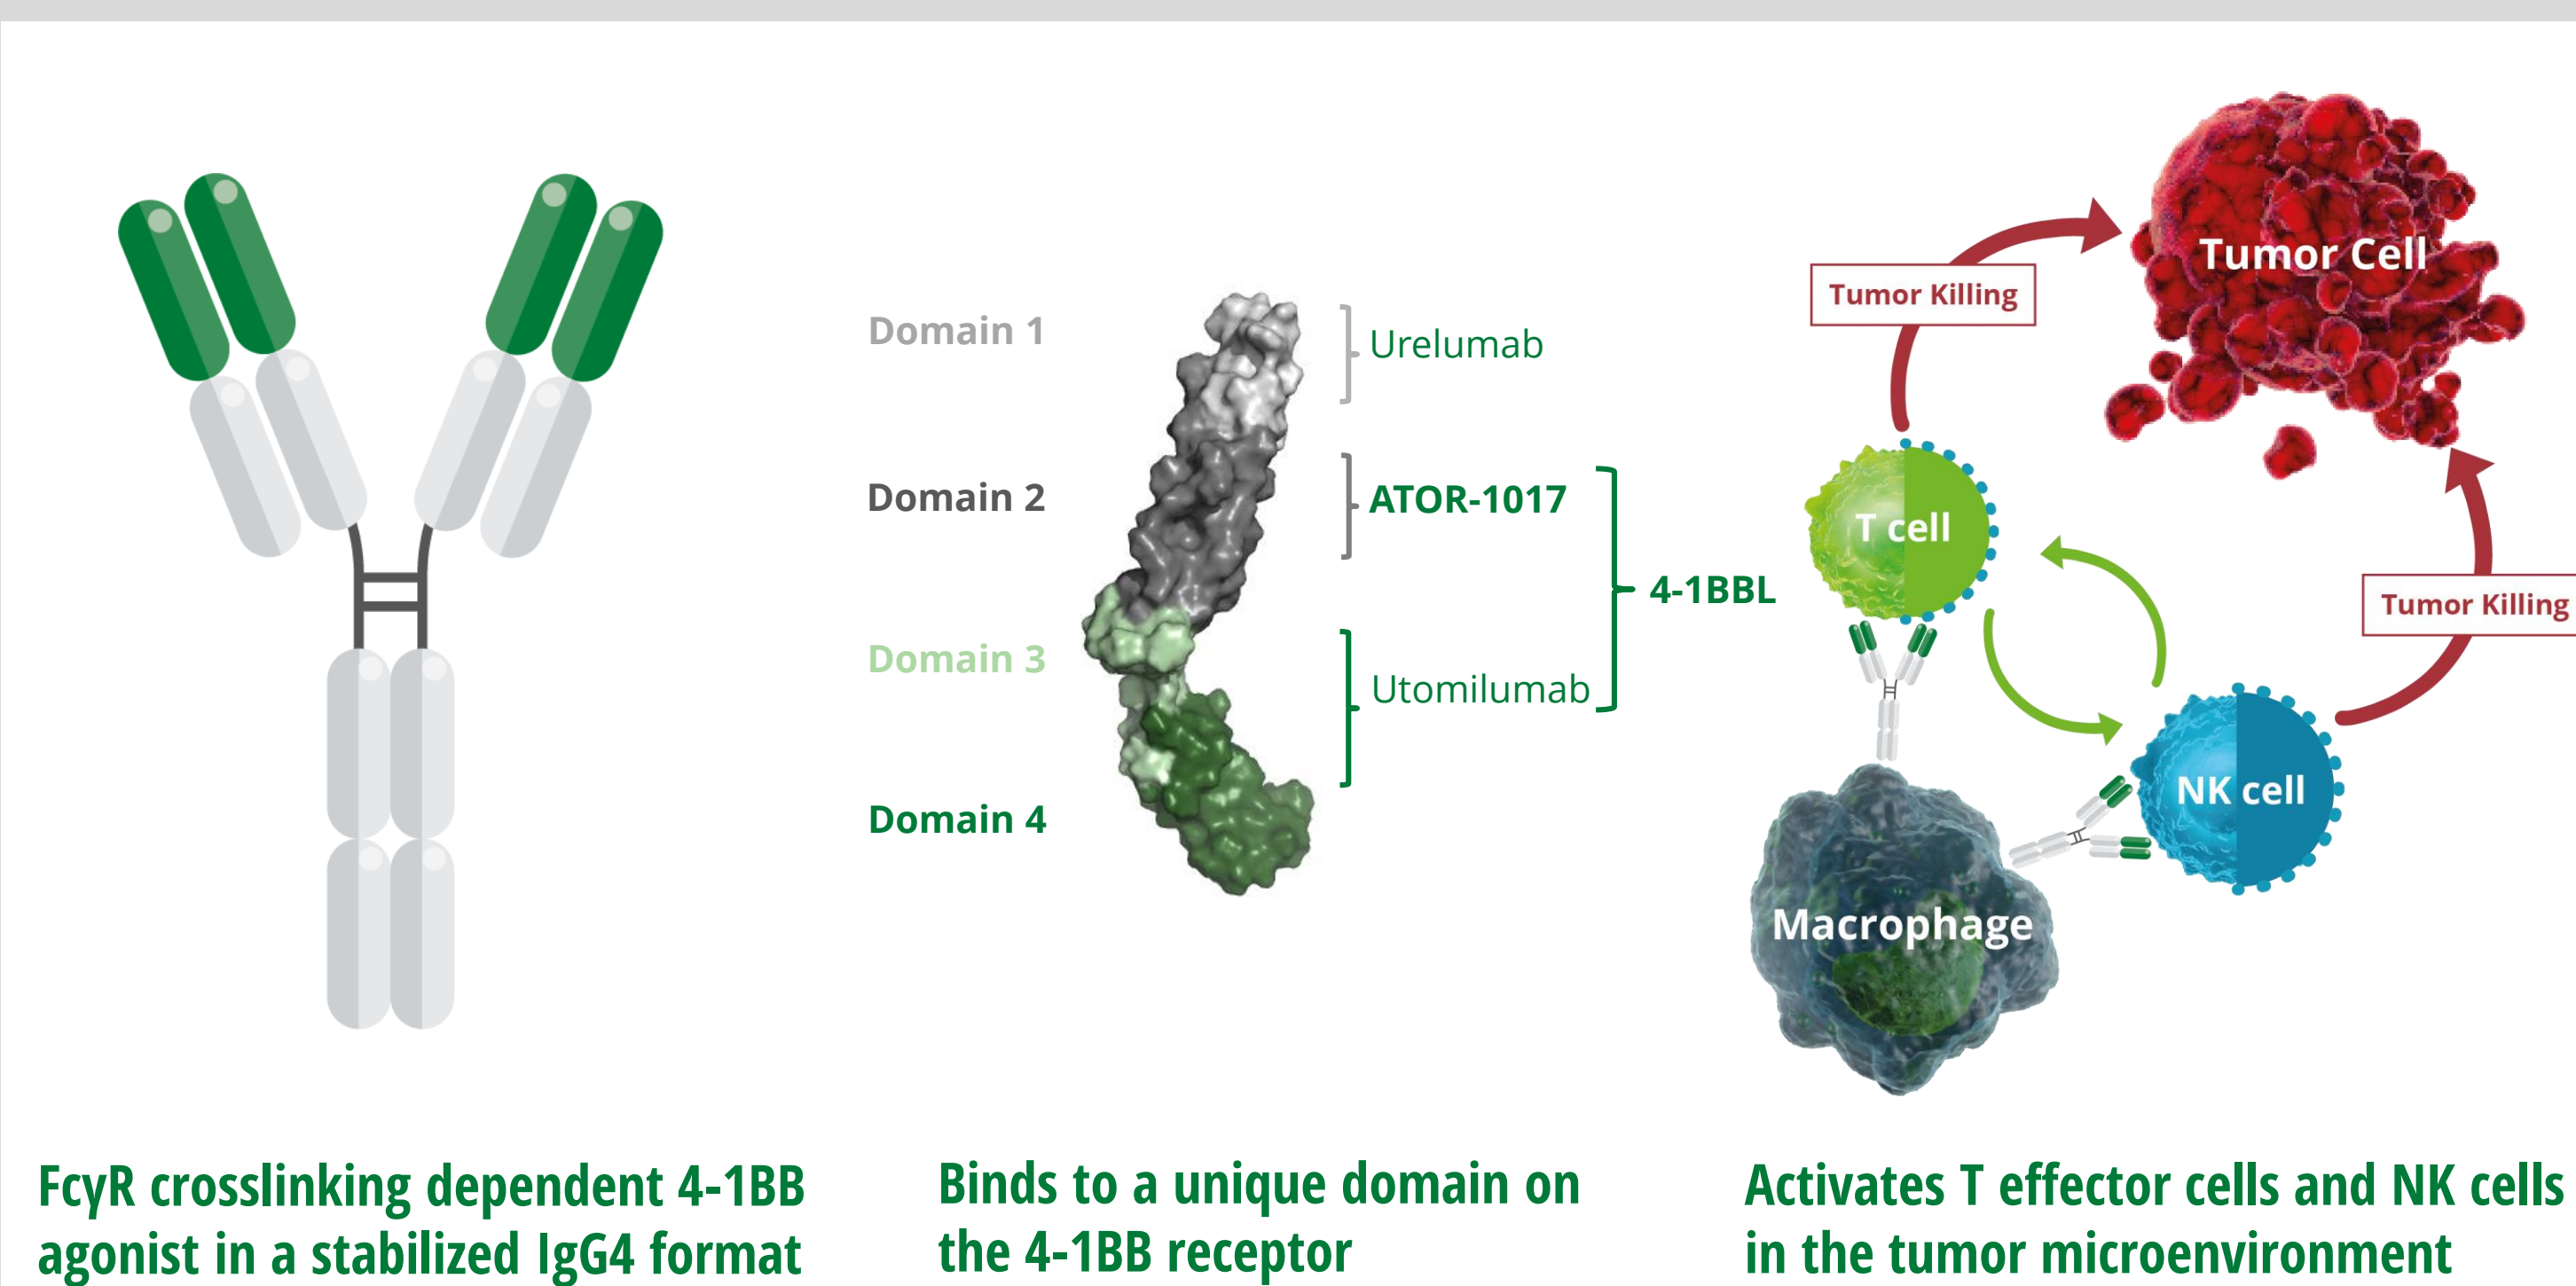 Domain 1
Domain 2
Domain 3
Domain 4
Urelumab
ATOR-1017
Utomilumab
4-1BBL
Tumor Cell
Tumor Killing
T cell
Tumor Killing
NK cell
Macrophage
FcγR crosslinking dependent 4-1BB
agonist in a stabilized IgG4 format
Binds to a unique domain on
the 4-1BB receptor
Activates T effector cells and NK cells
in the tumor microenvironment